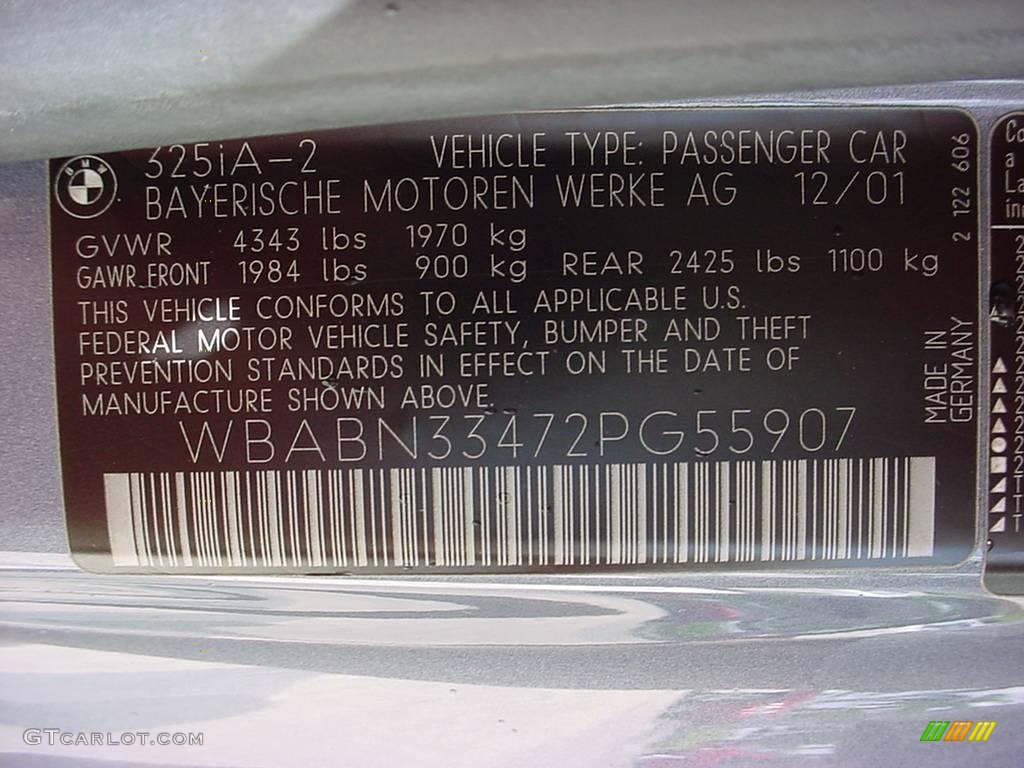 BMW
325iA-2 VEHICLE TYPE: PASSENGER CAR
BAYERISCHE MOTOREN WERKE AG 12/01
GVWR 4343 lbs 1970 kg
GAWR FRONT 1984 lbs 900 kg REAR 2425 lbs 1100 kg
THIS VEHICLE CONFORMS TO ALL APPLICABLE U.S.
FEDERAL MOTOR VEHICLE SAFETY, BUMPER AND THEFT
PREVENTION STANDARDS IN EFFECT ON THE DATE OF
MANUFACTURE SHOWN ABOVE.
WBABN33472PG55907
2 122 606
MADE IN
GERMANY
Co
a
La
in
GTCARLOT.COM